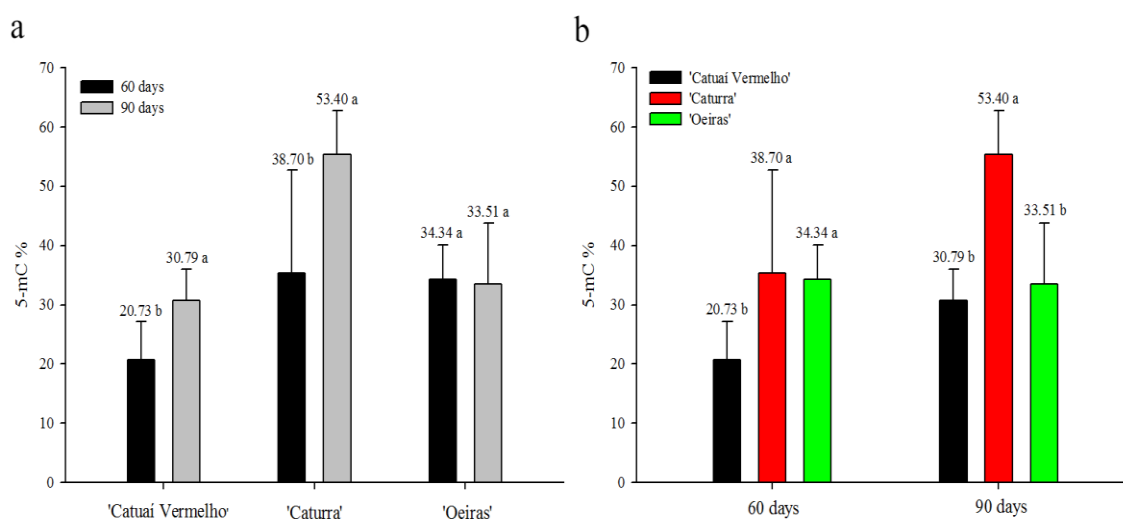 a
70
60
50
40
30
20
10
0
5-mC %
60 days
90 days
20.73 b
30.79 a
38.70 b
53.40 a
34.34 a
33.51 a
'Catuaí Vermelho'
'Caturra'
'Oeiras'
b
70
60
50
40
30
20
10
0
5-mC %
'Catuaí Vermelho'
'Caturra'
'Oeiras'
20.73 b
38.70 a
34.34 a
30.79 b
53.40 a
33.51 b
60 days
90 days